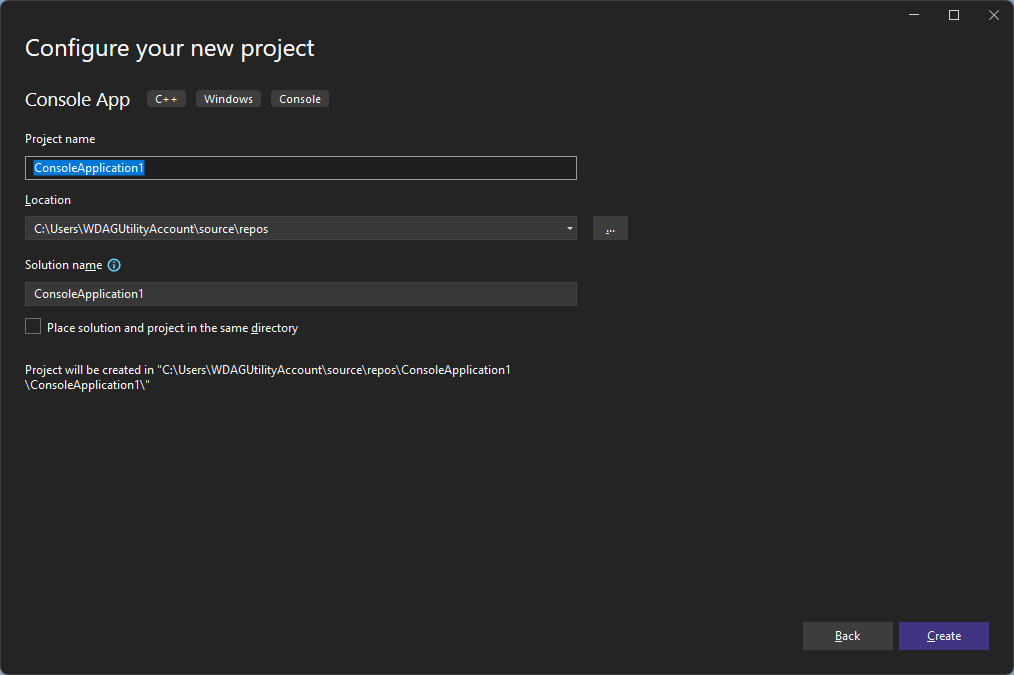 Configure your new project
Console App C++ Windows Console
Project name
ConsoleApplication1
Location
C:\Users\WDAGUtilityAccount\source\repos
...
Solution name
ConsoleApplication1
Place solution and project in the same directory
Project will be created in "C:\Users\WDAGUtilityAccount\source\repos\ConsoleApplication1
\ConsoleApplication1\"
Back Create